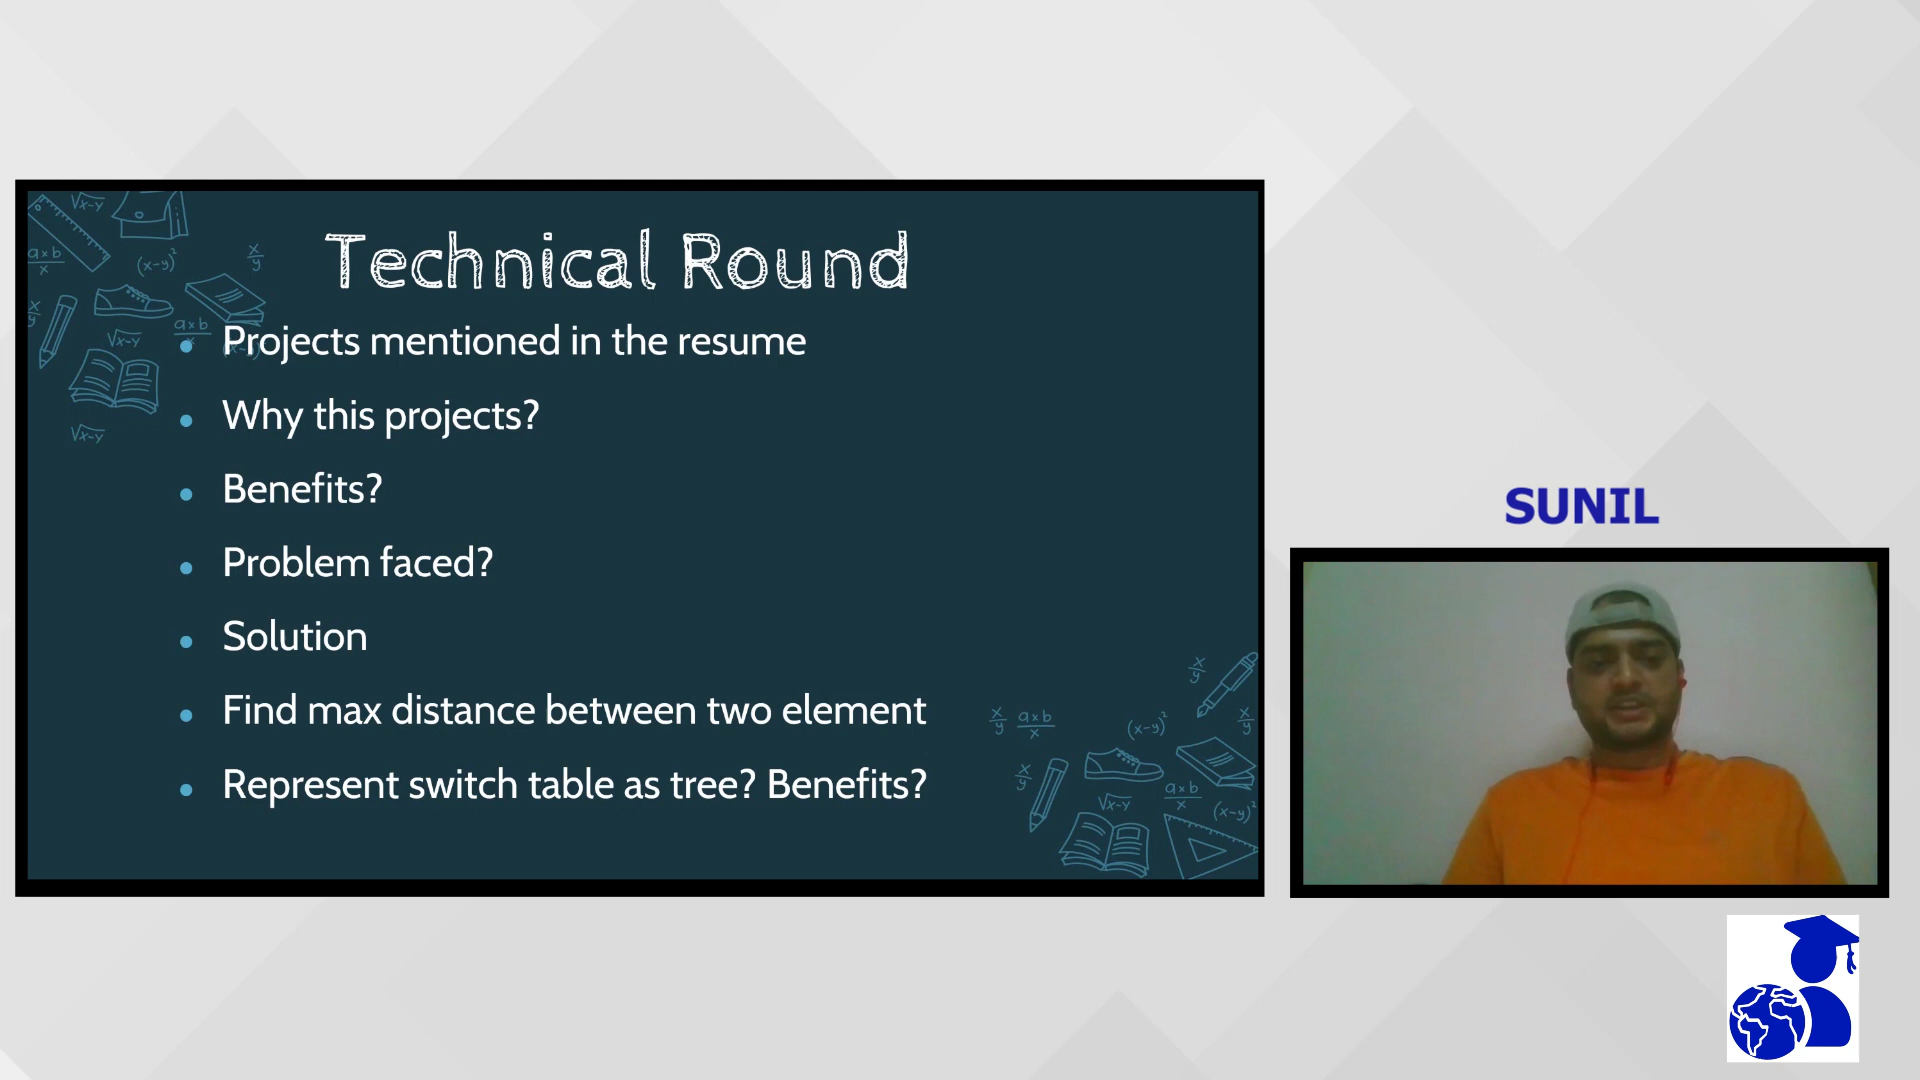 Technical Round
Projects mentioned in the resume
Why this projects?
Benefits?
Problem faced?
Solution
Find max distance between two element
Represent switch table as tree? Benefits?
SUNIL